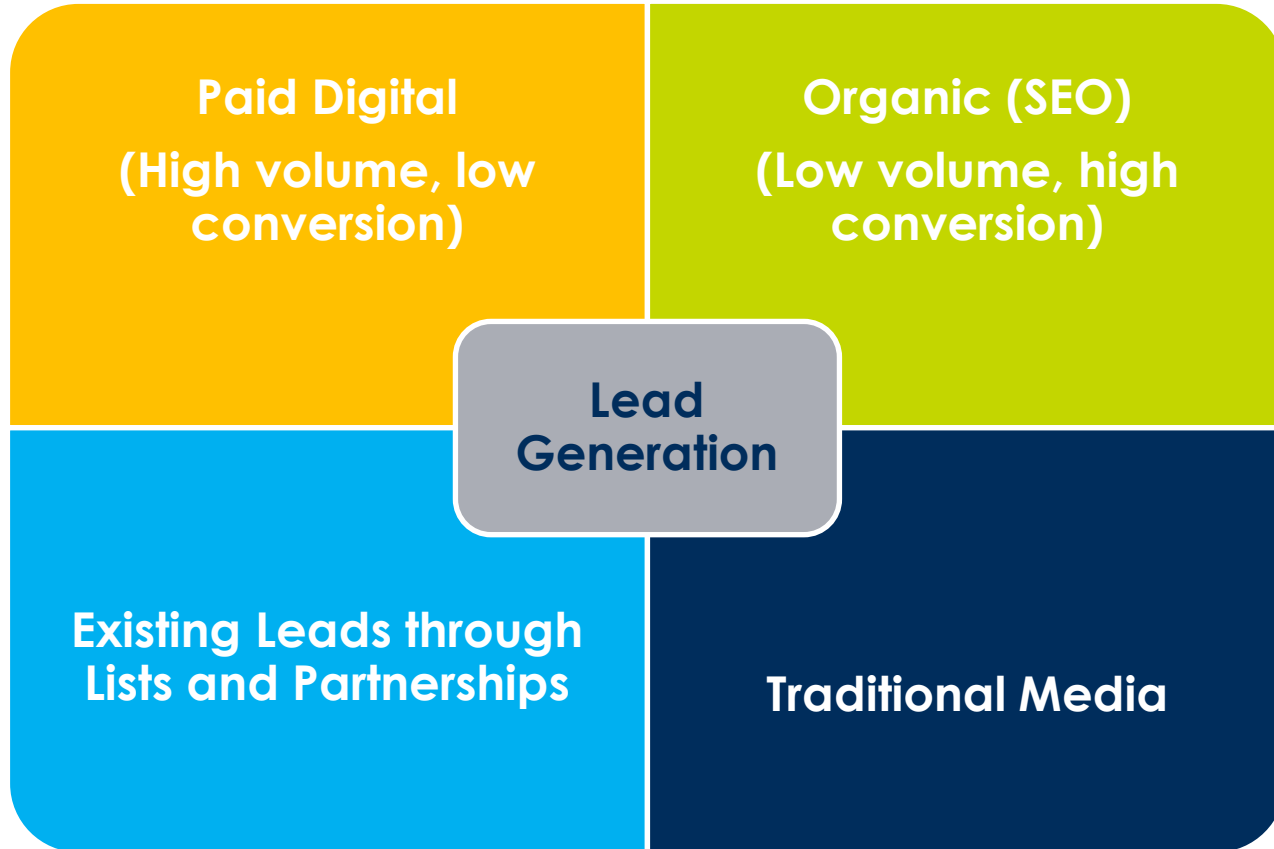 Paid Digital
(High volume, low
conversion)
Organic (SEO)
(Low volume, high
conversion)
Lead
Generation
Existing Leads through
Lists and Partnerships
Traditional Media